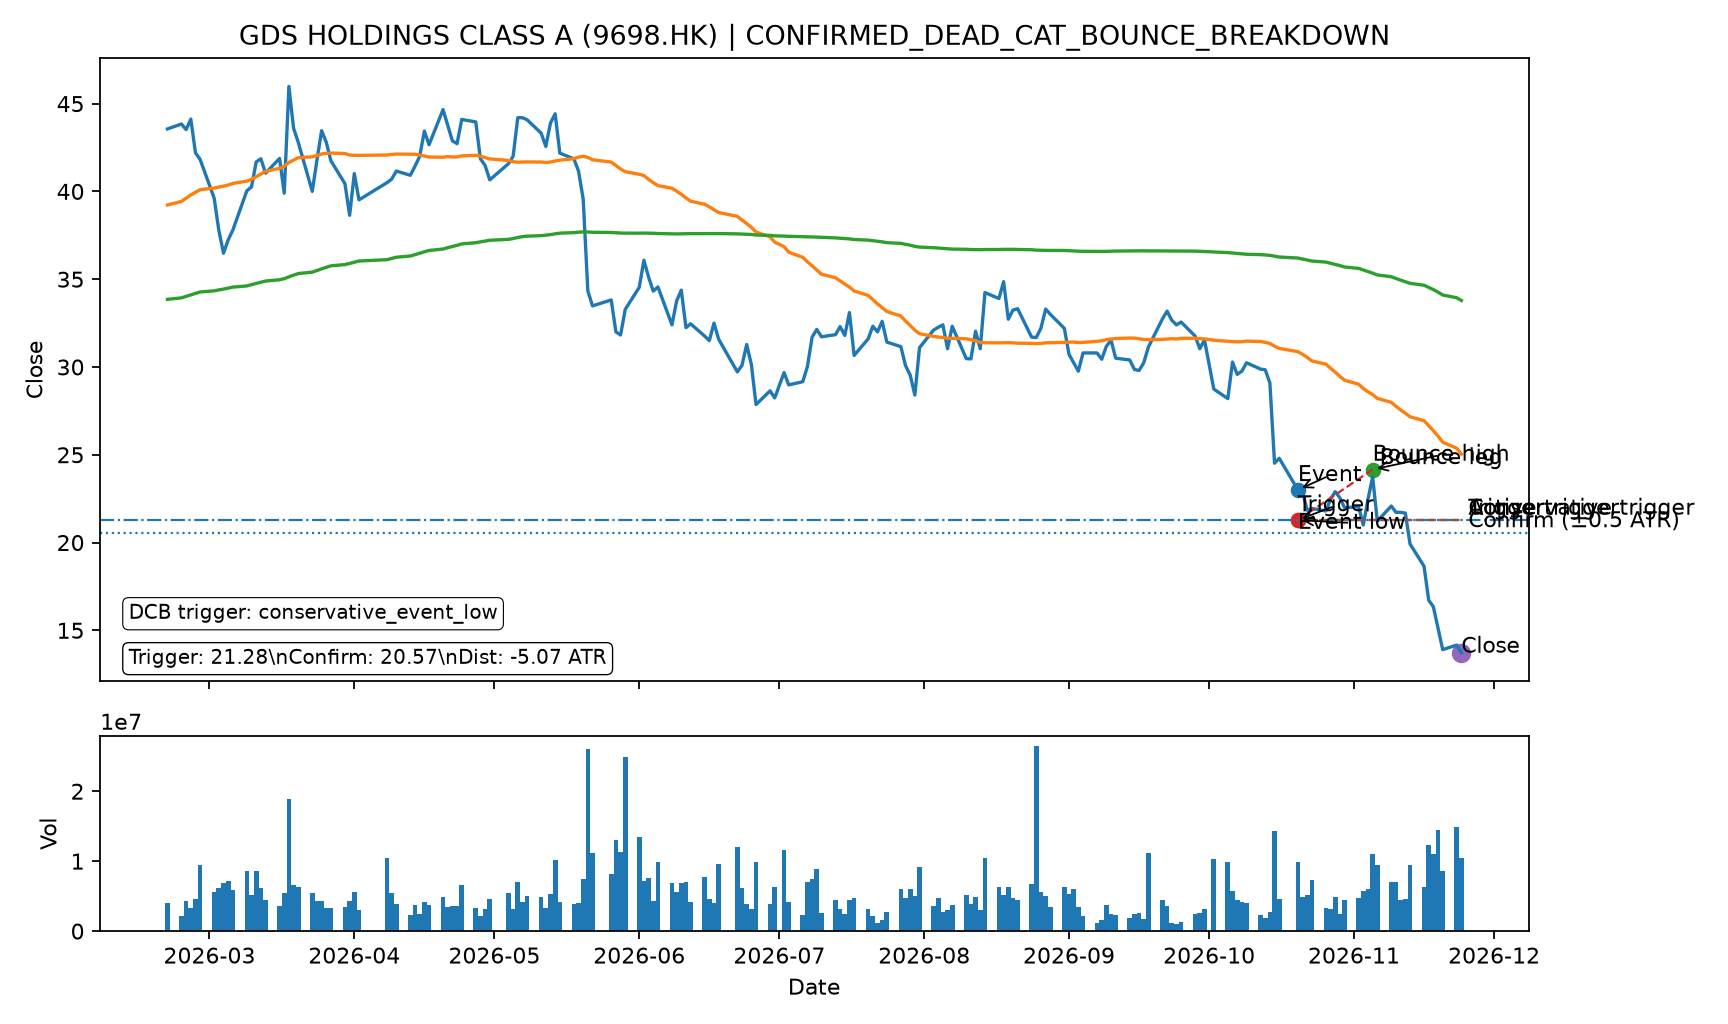 GDS HOLDINGS CLASS A (9698.HK) | CONFIRMED_DEAD_CAT_BOUNCE_BREAKDOWN
Close
45
40
35
30
25
20
15
Bounce high
Bounce leg
Event
Trigger
Event low
Conservative trigger
Confirm (±0.5 ATR)
Close
DCB trigger: conservative_event_low
Trigger: 21.28\nConfirm: 20.57\nDist: -5.07 ATR
1e7
Vol
2
1
0
2026-03
2026-04
2026-05
2026-06
2026-07
2026-08
2026-09
2026-10
2026-11
2026-12
Date